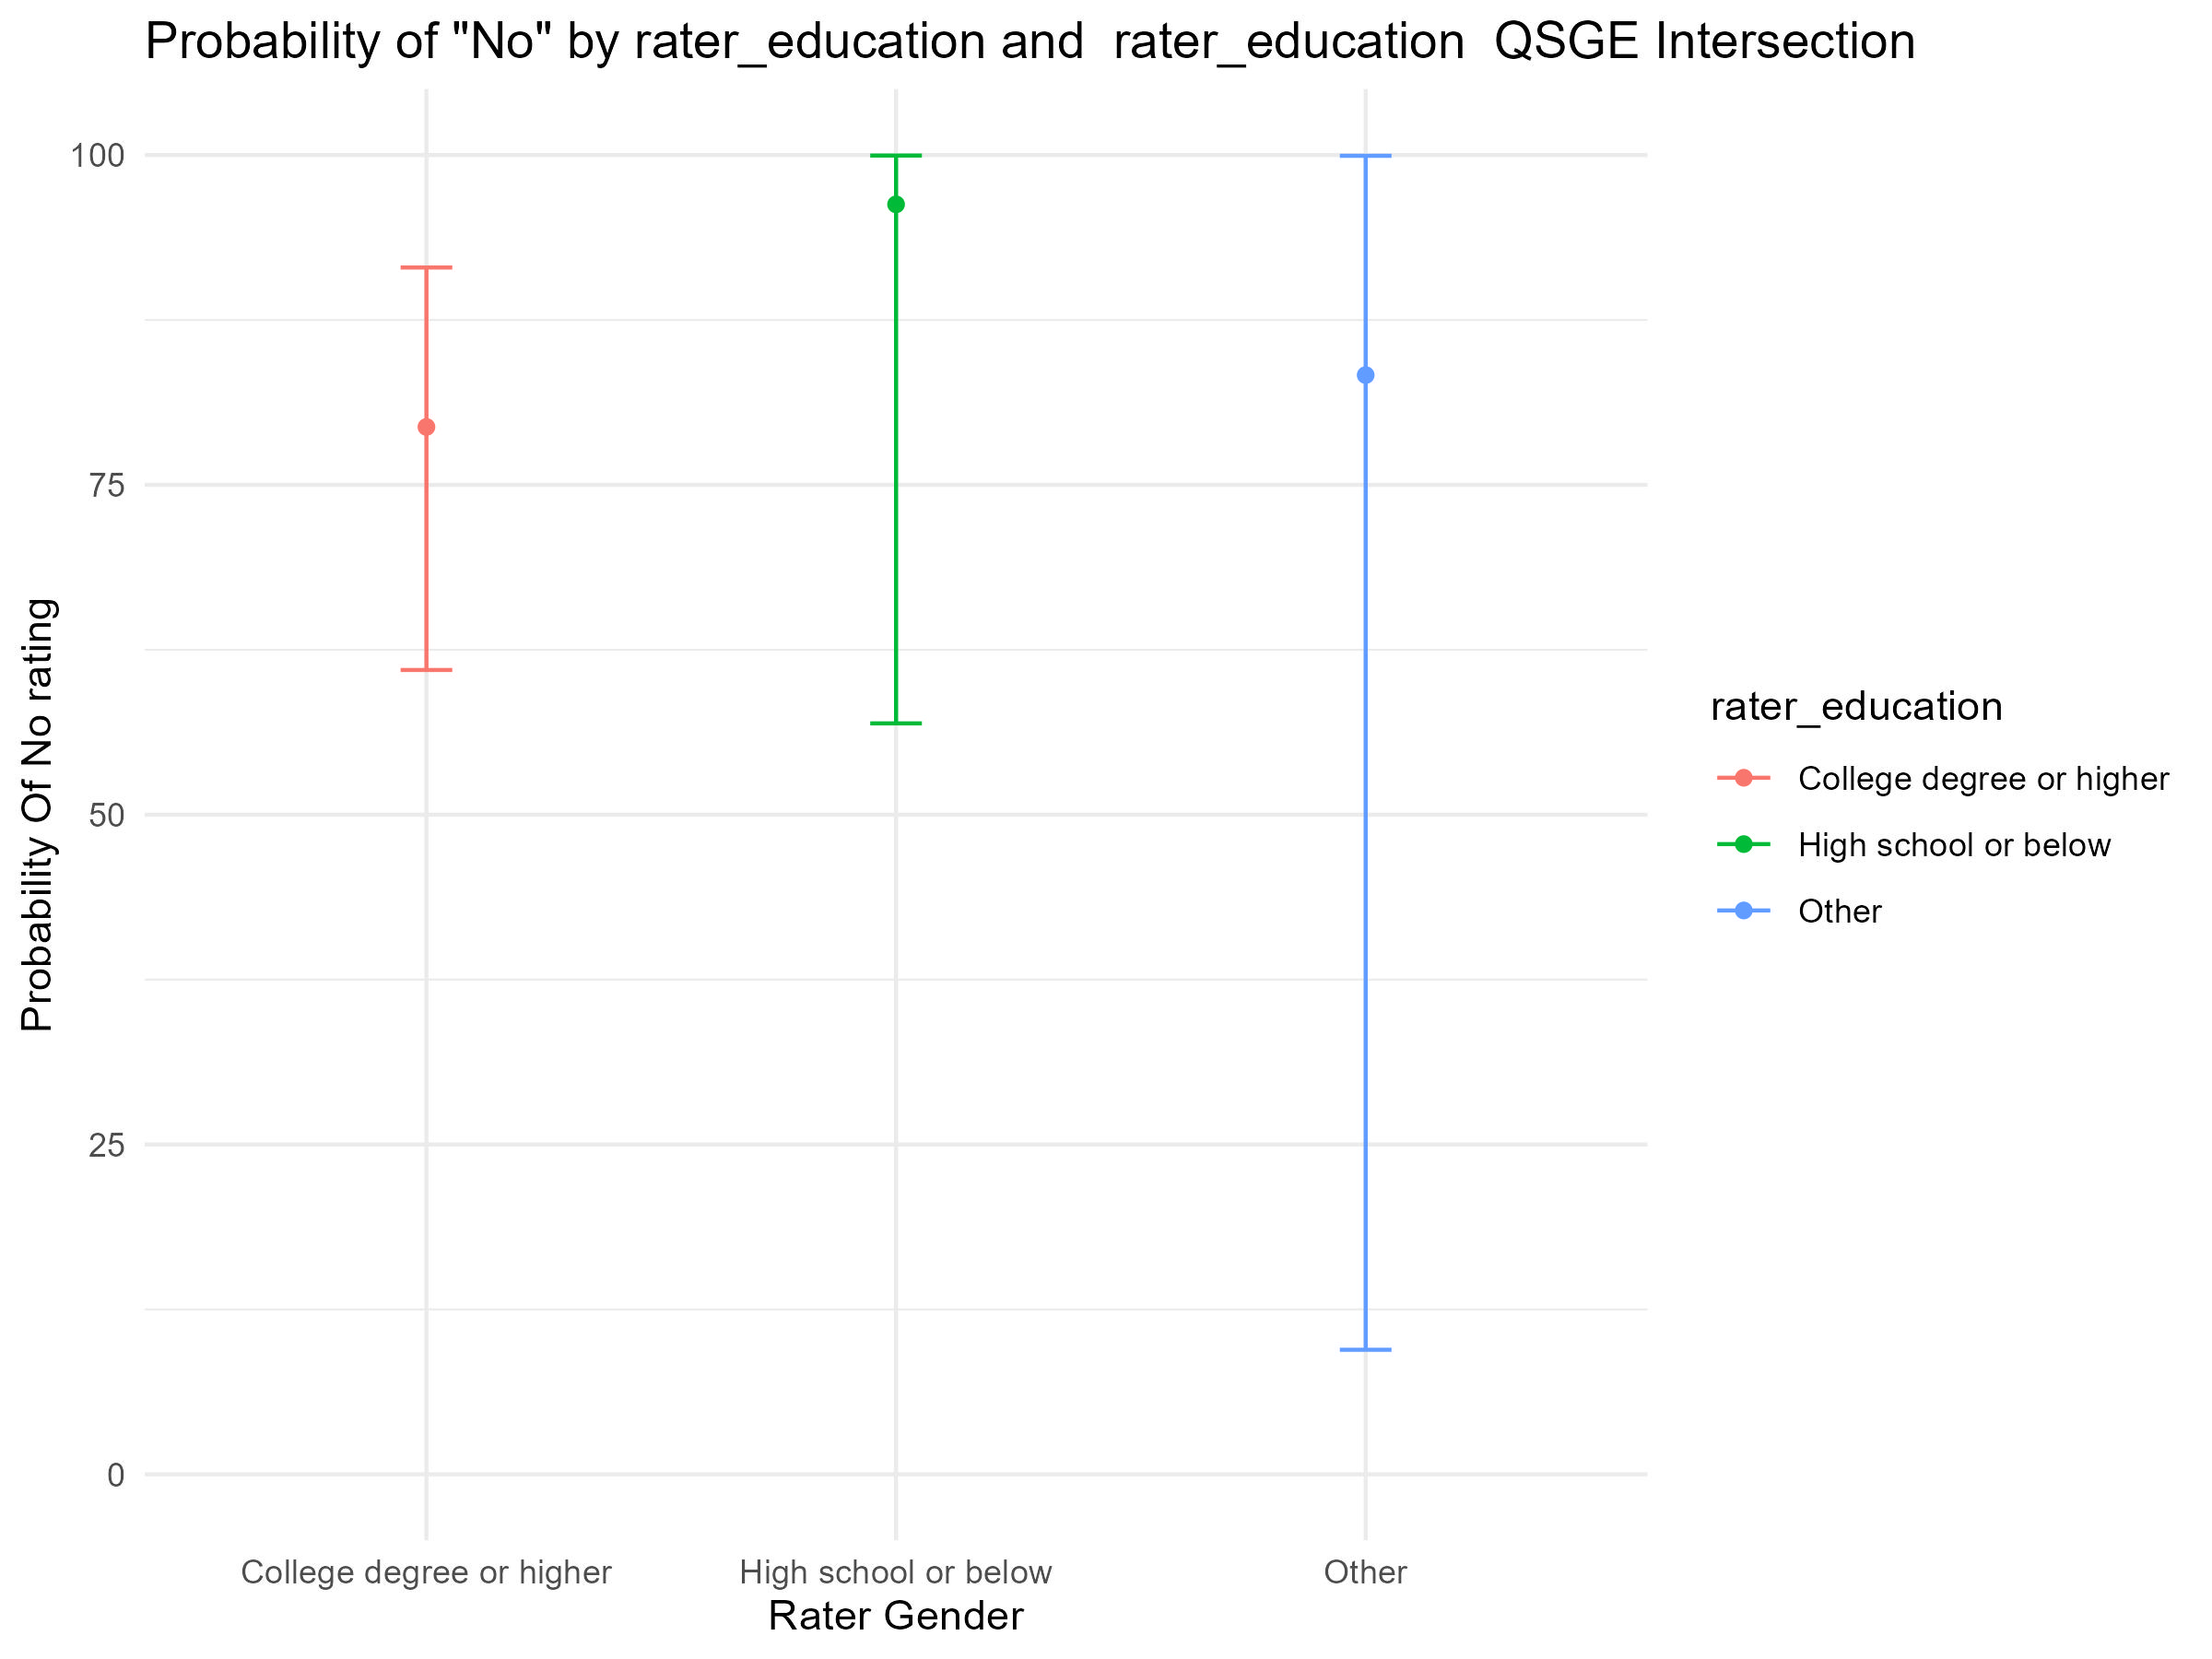 Probability of "No" by rater_education and  rater_education  QSGE Intersection
Probability Of No rating
100
75
50
25
0
College degree or higher
High school or below
Other
Rater Gender
rater_education
College degree or higher
High school or below
Other